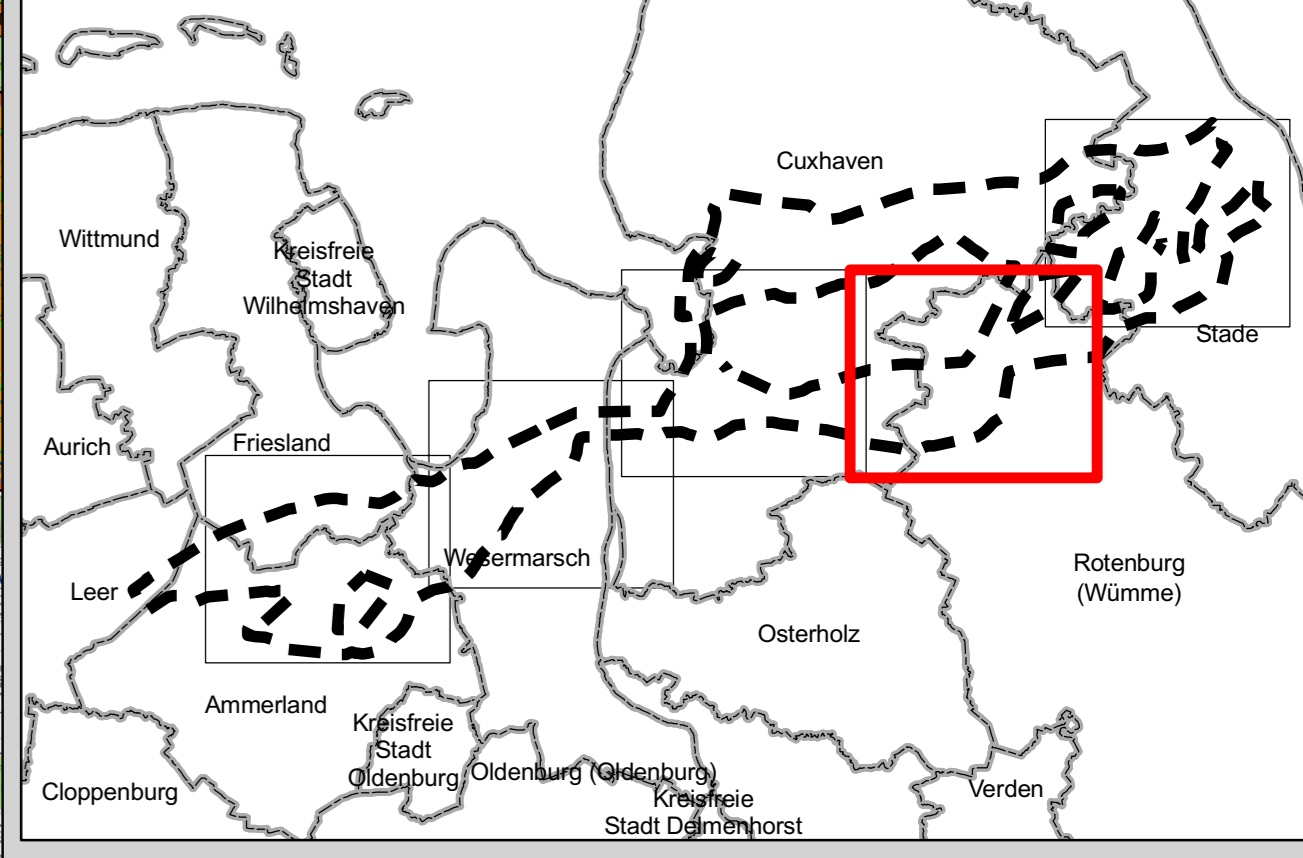 Cuxhaven
Wittmund
Kreisfreie
Stadt
Wilhelmshaven
Stade
Aurich
Friesland
Wesermarsch
Leer
Rotenburg
(Wümme)
Osterholz
Ammerland
Kreisfreie
Stadt
Oldenburg
Oldenburg (Oldenburg)
Cloppenburg
Verden
Kreisfreie
Stadt Delmenhorst